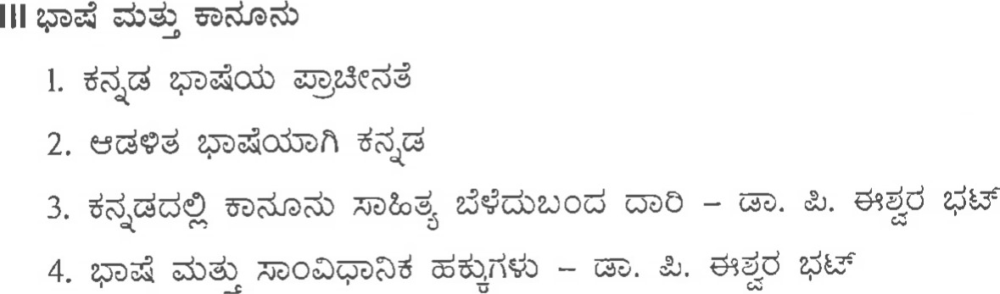 III ಭಾಷೆ ಮತ್ತು ಕಾನೂನು
1. ಕನ್ನಡ ಭಾಷೆಯ ಪ್ರಾಚೀನತೆ
2. ಆಡಳಿತ ಭಾಷೆಯಾಗಿ ಕನ್ನಡ
3. ಕನ್ನಡದಲ್ಲಿ ಕಾನೂನು ಸಾಹಿತ್ಯ ಬೆಳೆದುಬಂದ ದಾರಿ – ಡಾ. ಪಿ. ಈಶ್ವರ ಭಟ್
4. ಭಾಷೆ ಮತ್ತು ಸಾಂವಿಧಾನಿಕ ಹಕ್ಕುಗಳು – ಡಾ. ಪಿ. ಈಶ್ವರ ಭಟ್